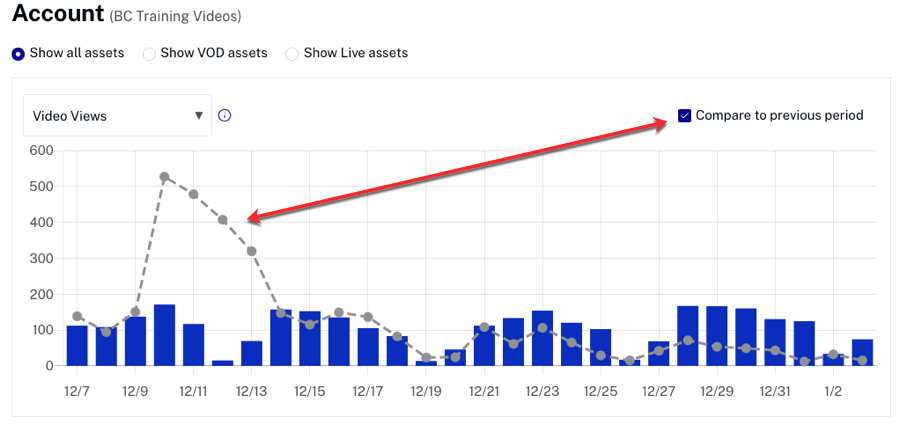 Account (BC Training Videos)
Show all assets Show VOD assets Show Live assets
Video Views Compare to previous period
600
500
400
300
200
100
0
12/7 12/9 12/11 12/13 12/15 12/17 12/19 12/21 12/23 12/25 12/27 12/29 12/31 1/2